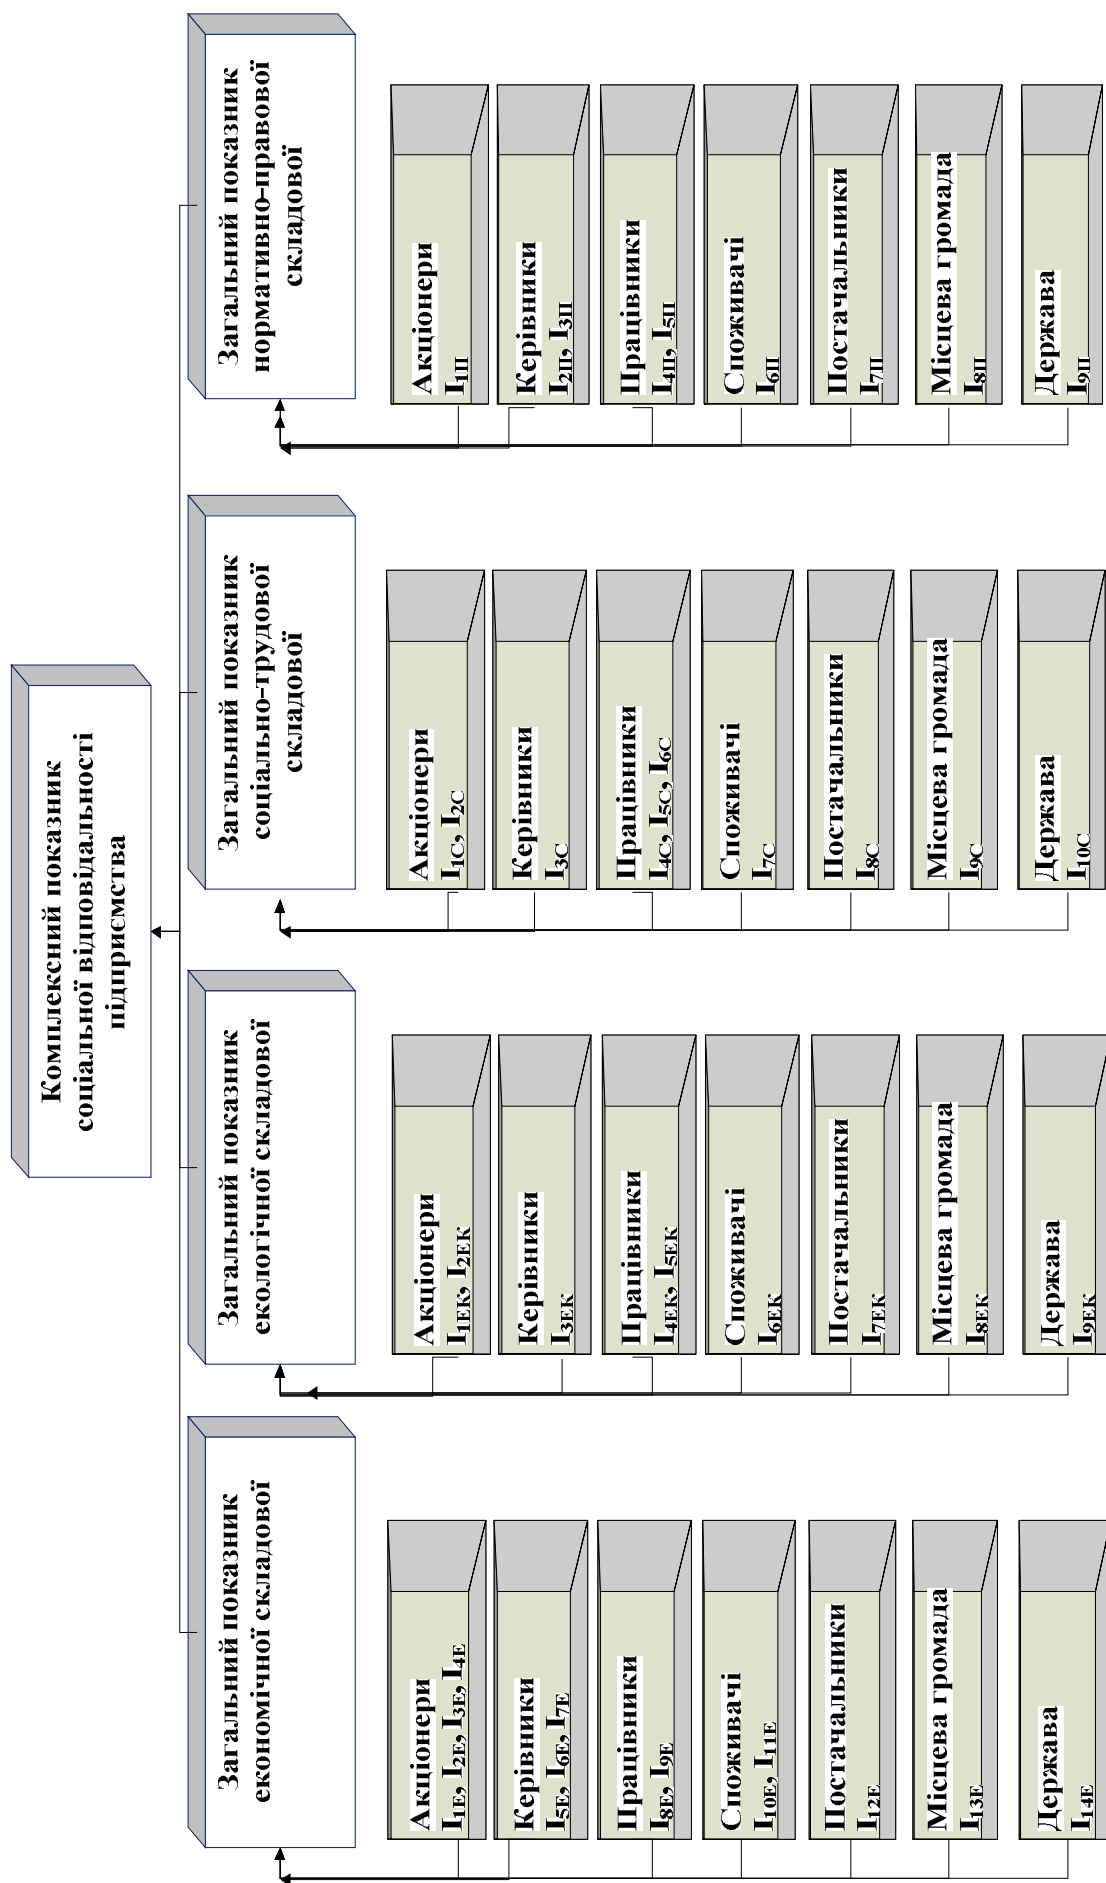 Комплексний показник
соціальної відповідальності
підприємства
Загальний показник
економічної складової
Акціонери
I1Е, I2Е, I3Е, I4Е
Керівники
I5Е, I6Е, I7Е
Працівники
I8Е, I9Е
Споживачі
I10Е, I11Е
Постачальники
I12Е
Місцева громада
I13Е
Держава
I14Е
Загальний показник
екологічної складової
Акціонери
I1ЕК, I2ЕК
Керівники
I3ЕК
Працівники
I4ЕК, I5ЕК
Споживачі
I6ЕК
Постачальники
I7ЕК
Місцева громада
I8ЕК
Держава
I9ЕК
Загальний показник
соціально-трудової
складової
Акціонери
I1С, I2С
Керівники
I3С
Працівники
I4С, I5С, I6С
Споживачі
I7С
Постачальники
I8С
Місцева громада
I9С
Держава
I10С
Загальний показник
нормативно-правової
складової
Акціонери
I1П
Керівники
I2П, I3П
Працівники
I4П, I5П
Споживачі
I6П
Постачальники
I7П
Місцева громада
I8П
Держава
I9П